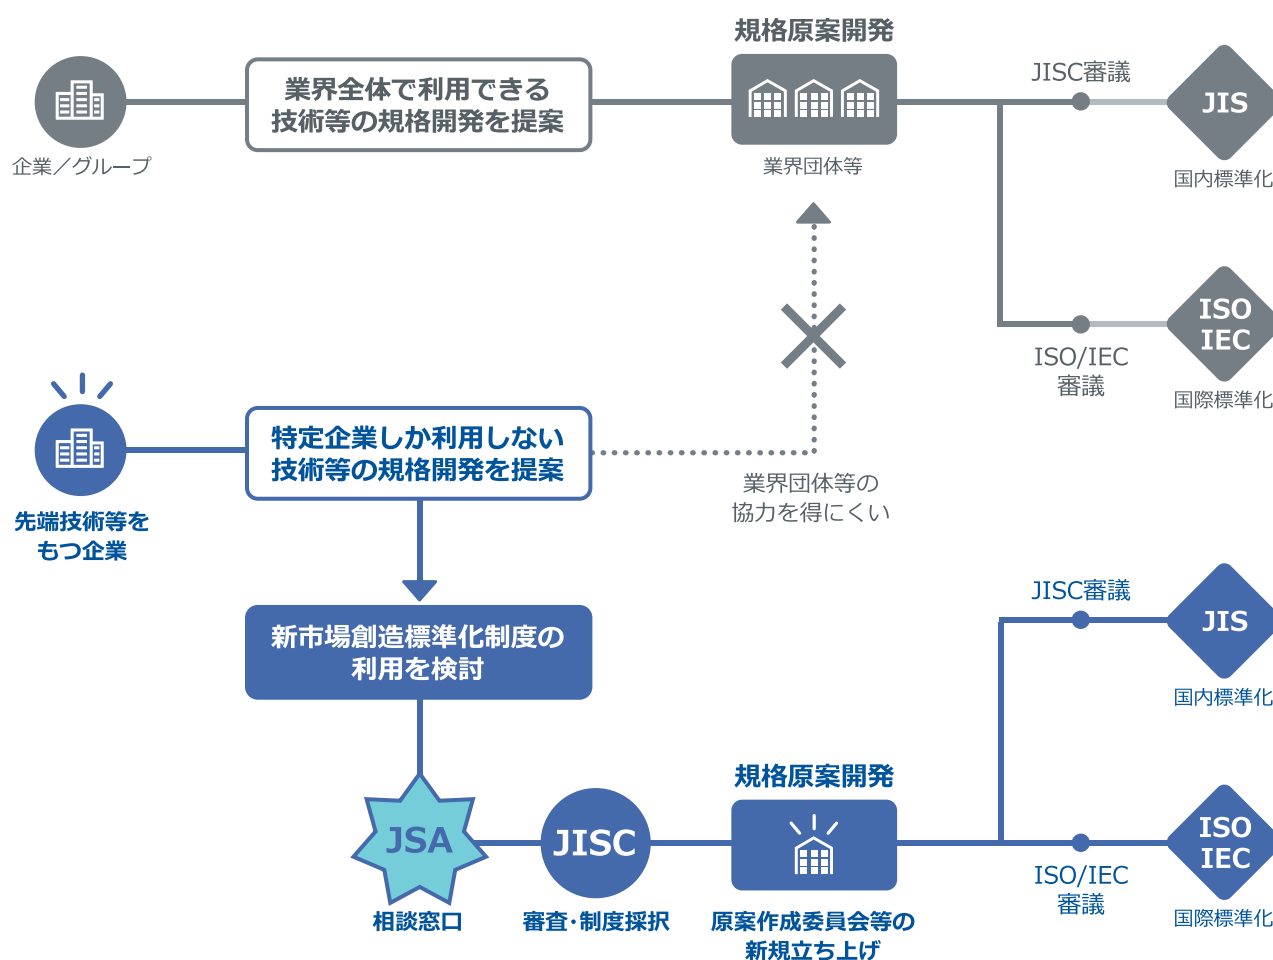 規格原案開発
業界全体で利用できる
技術等の規格開発を提案
JISC審議
JIS
企業／グループ
業界団体等
国内標準化
ISO
IEC
ISO/IEC
審議
国際標準化
特定企業しか利用しない
技術等の規格開発を提案
業界団体等の
協力を得にくい
先端技術等を
もつ企業
新市場創造標準化制度の
利用を検討
JISC審議
JIS
国内標準化
規格原案開発
JSA
JISC
ISO
IEC
ISO/IEC
審議
国際標準化
相談窓口
審査・制度採択
原案作成委員会等の
新規立ち上げ